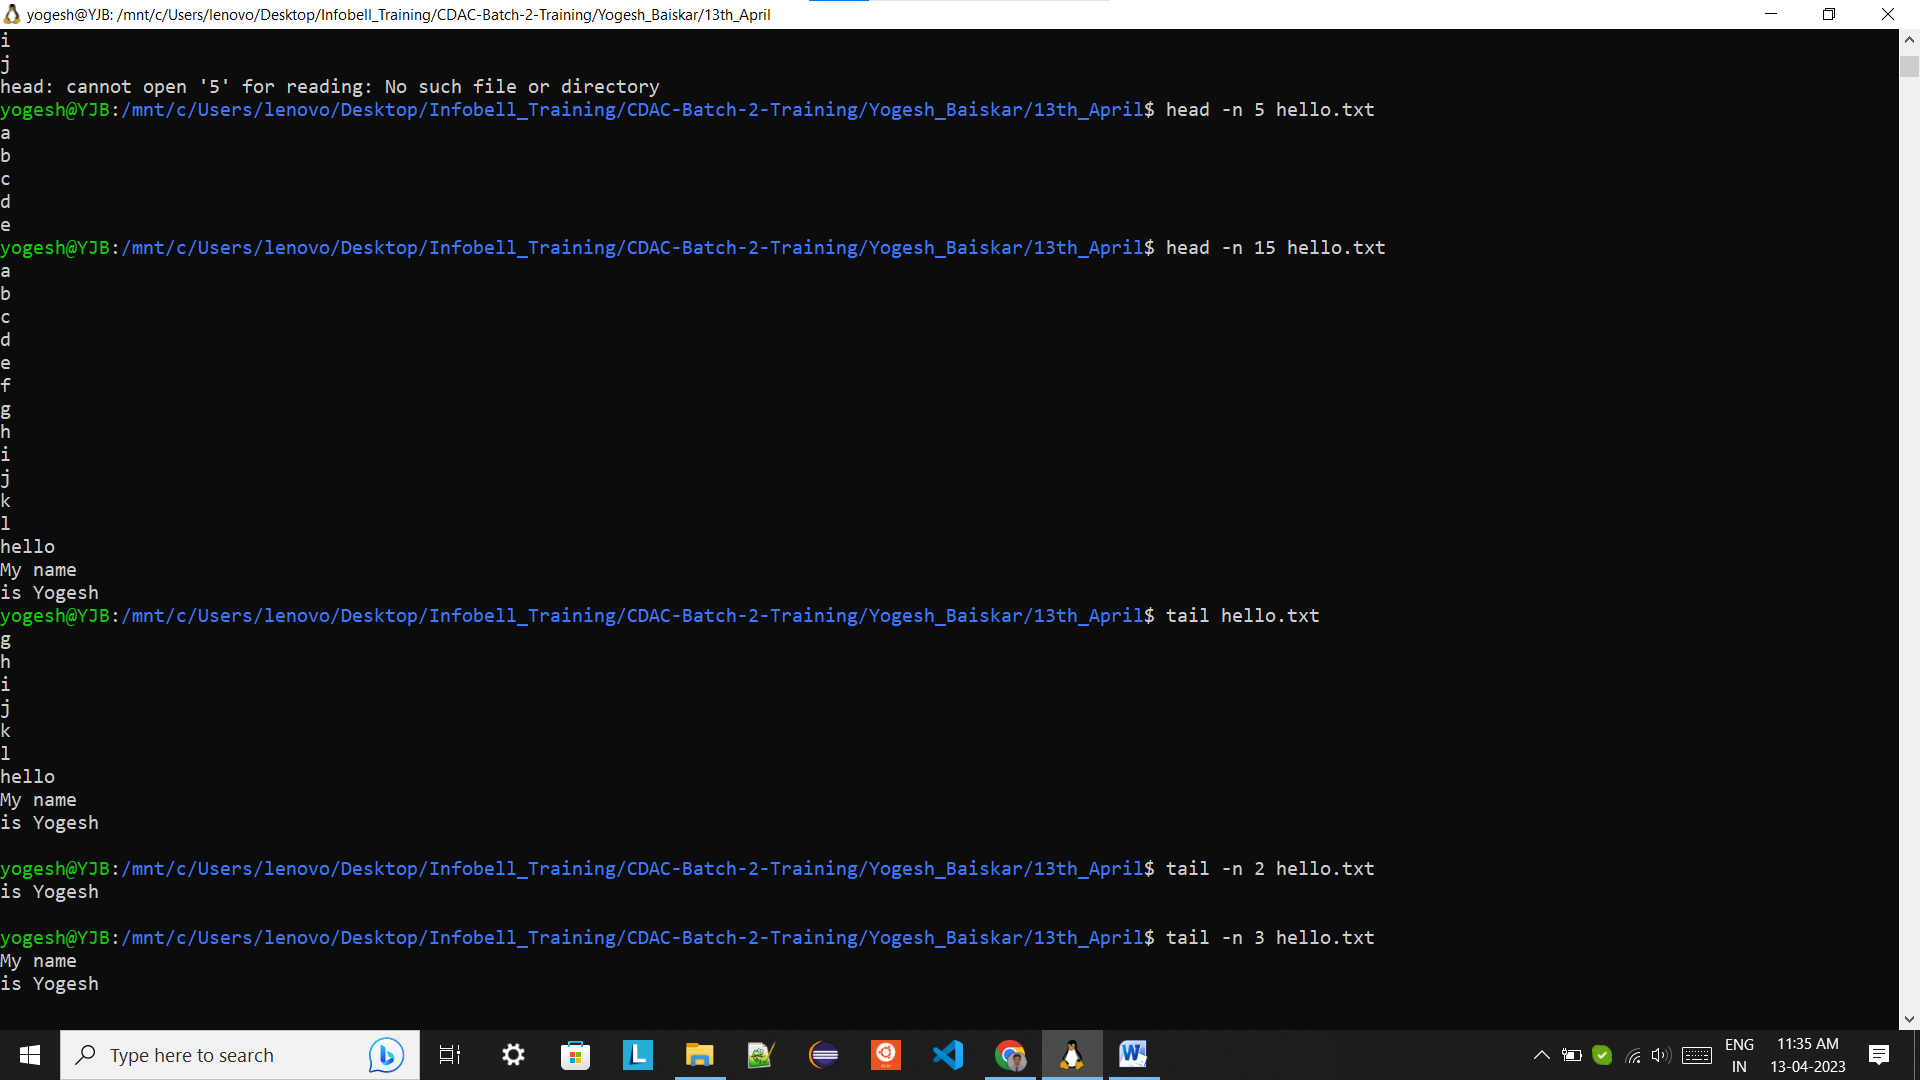 yogesh@YJB: /mnt/c/Users/lenovo/Desktop/Infobell_Training/CDAC-Batch-2-Training/Yogesh_Baiskar/13th_April
i
j
head: cannot open '5' for reading: No such file or directory
yogesh@YJB:/mnt/c/Users/lenovo/Desktop/Infobell_Training/CDAC-Batch-2-Training/Yogesh_Baiskar/13th_April$ head -n 5 hello.txt
a
b
c
d
e
yogesh@YJB:/mnt/c/Users/lenovo/Desktop/Infobell_Training/CDAC-Batch-2-Training/Yogesh_Baiskar/13th_April$ head -n 15 hello.txt
a
b
c
d
e
f
g
h
i
j
k
l
hello
My name
is Yogesh
yogesh@YJB:/mnt/c/Users/lenovo/Desktop/Infobell_Training/CDAC-Batch-2-Training/Yogesh_Baiskar/13th_April$ tail hello.txt
g
h
i
j
k
l
hello
My name
is Yogesh
yogesh@YJB:/mnt/c/Users/lenovo/Desktop/Infobell_Training/CDAC-Batch-2-Training/Yogesh_Baiskar/13th_April$ tail -n 2 hello.txt
is Yogesh
yogesh@YJB:/mnt/c/Users/lenovo/Desktop/Infobell_Training/CDAC-Batch-2-Training/Yogesh_Baiskar/13th_April$ tail -n 3 hello.txt
My name
is Yogesh
Type here to search
L
W
ENG
IN
11:35 AM
13-04-2023